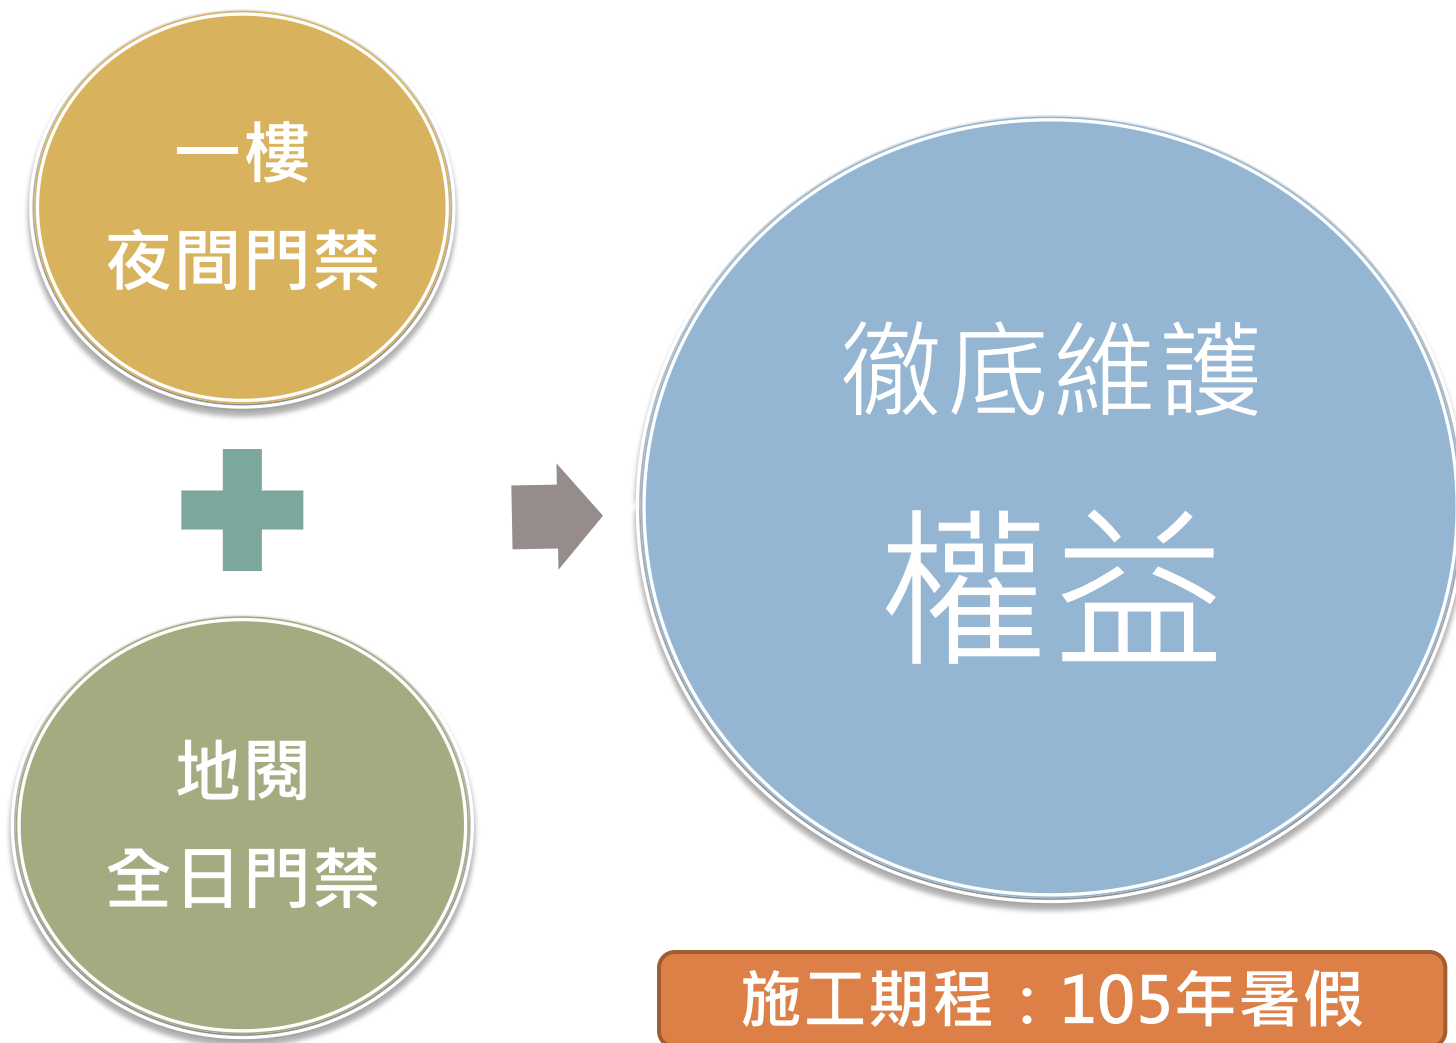 一樓
夜間門禁
地閱
全日門禁
徹底維護
權益
施工期程：105年暑假